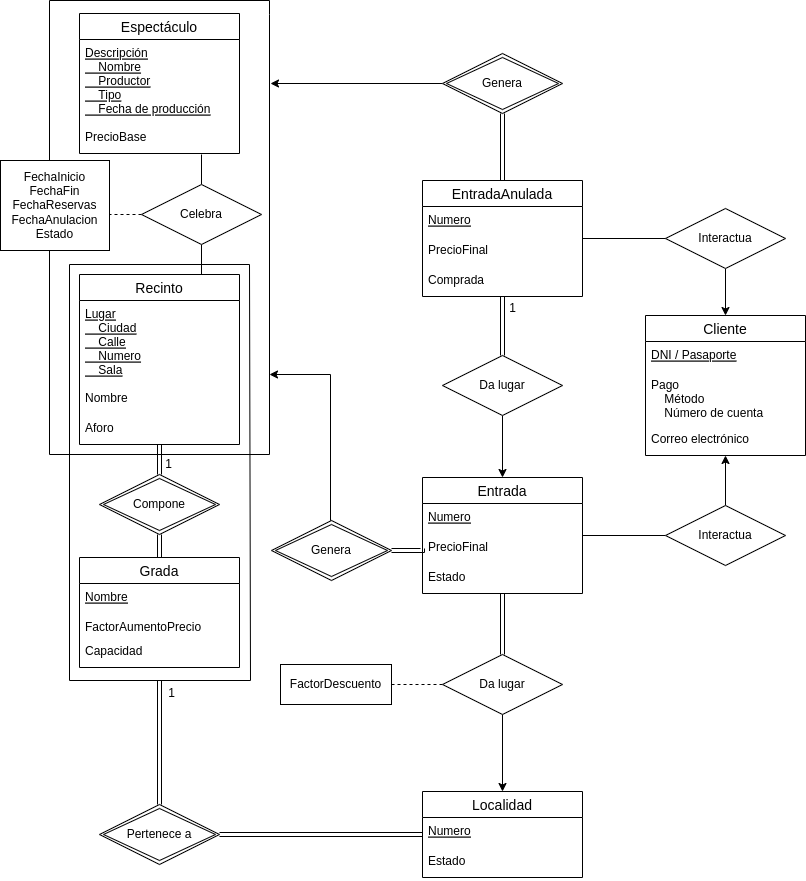 Espectáculo
Descripción
Nombre
Productor
Tipo
Fecha de producción
PrecioBase
FechaInicio
FechaFin
FechaReservas
FechaAnulacion
Estado
Celebra
Recinto
Lugar
Ciudad
Calle
Numero
Sala
Nombre
Aforo
1
Compone
Grada
Nombre
FactorAumentoPrecio
Capacidad
1
Pertenece a
Genera
EntradaAnulada
Numero
PrecioFinal
Comprada
1
Da lugar
Interactua
Cliente
DNI / Pasaporte
Pago
Método
Número de cuenta
Correo electrónico
Interactua
Genera
Entrada
Numero
PrecioFinal
Estado
FactorDescuento
Da lugar
Localidad
Numero
Estado